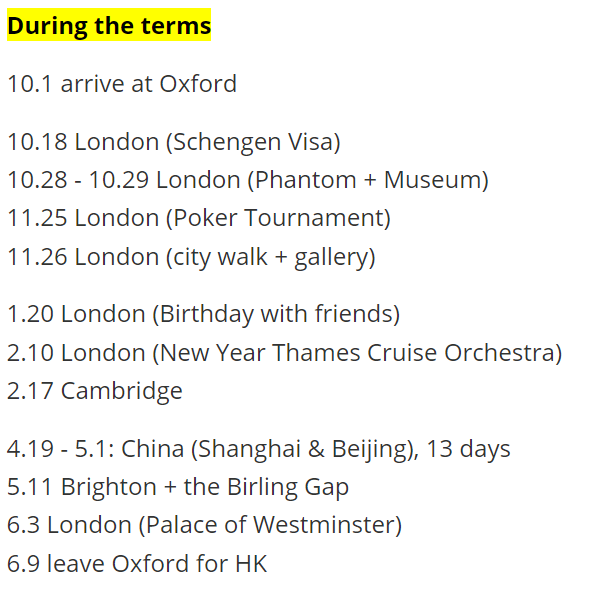 During the terms
10.1 arrive at Oxford
10.18 London (Schengen Visa)
10.28 - 10.29 London (Phantom + Museum)
11.25 London (Poker Tournament)
11.26 London (city walk + gallery)
1.20 London (Birthday with friends)
2.10 London (New Year Thames Cruise Orchestra)
2.17 Cambridge
4.19 - 5.1: China (Shanghai & Beijing), 13 days
5.11 Brighton + the Birling Gap
6.3 London (Palace of Westminster)
6.9 leave Oxford for HK